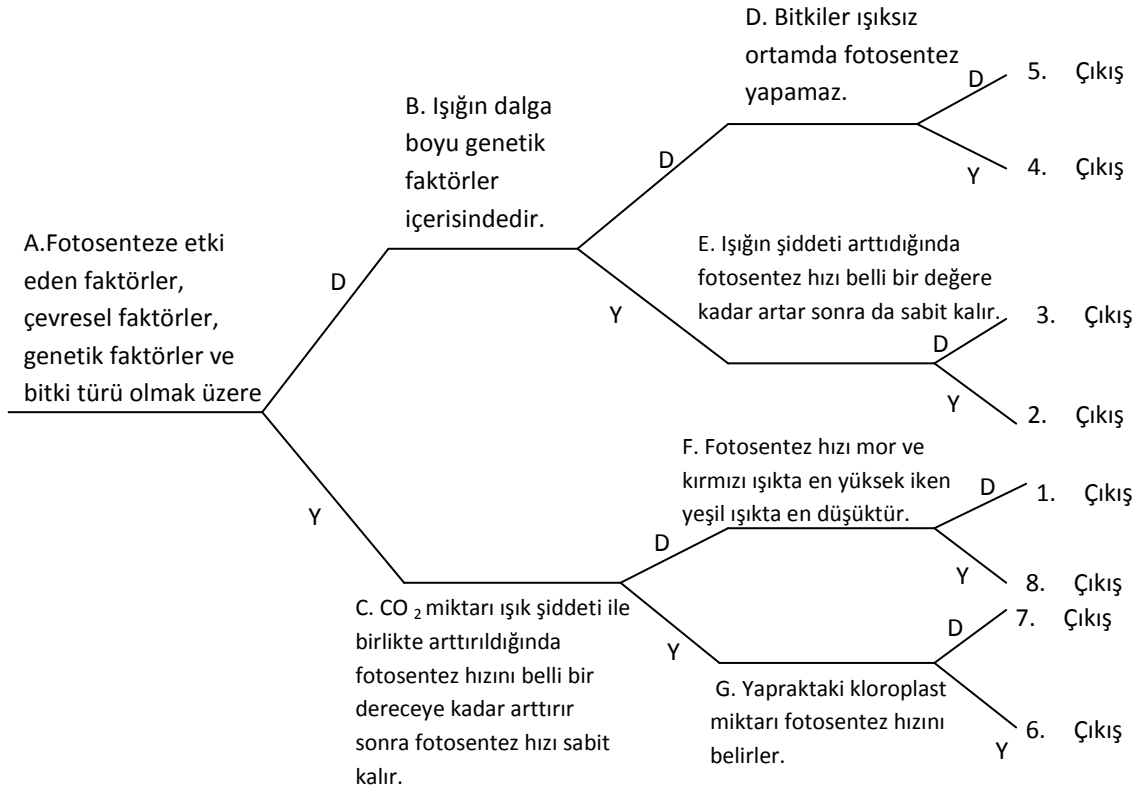 D. Bitkiler ışıksız
ortamda fotosentez
yapamaz.
D
5. Çıkış
Y
4. Çıkış
B. Işığın dalga
boyu genetik
faktörler
içerisindedir.
D
Y
E. Işığın şiddeti arttıdığında
fotosentez hızı belli bir değere
kadar artar sonra da sabit kalır.
D
3. Çıkış
Y
2. Çıkış
A.Fotosenteze etki
eden faktörler,
çevresel faktörler,
genetik faktörler ve
bitki türü olmak üzere
D
Y
F. Fotosentez hızı mor ve
kırmızı ışıkta en yüksek iken
yeşil ışıkta en düşüktür.
D
1. Çıkış
Y
8. Çıkış
C. CO 2 miktarı ışık şiddeti ile
birlikte arttırıldığında
fotosentez hızını belli bir
dereceye kadar arttırır
sonra fotosentez hızı sabit
kalır.
D
Y
G. Yapraktaki kloroplast
miktarı fotosentez hızını
belirler.
D
7. Çıkış
Y
6. Çıkış